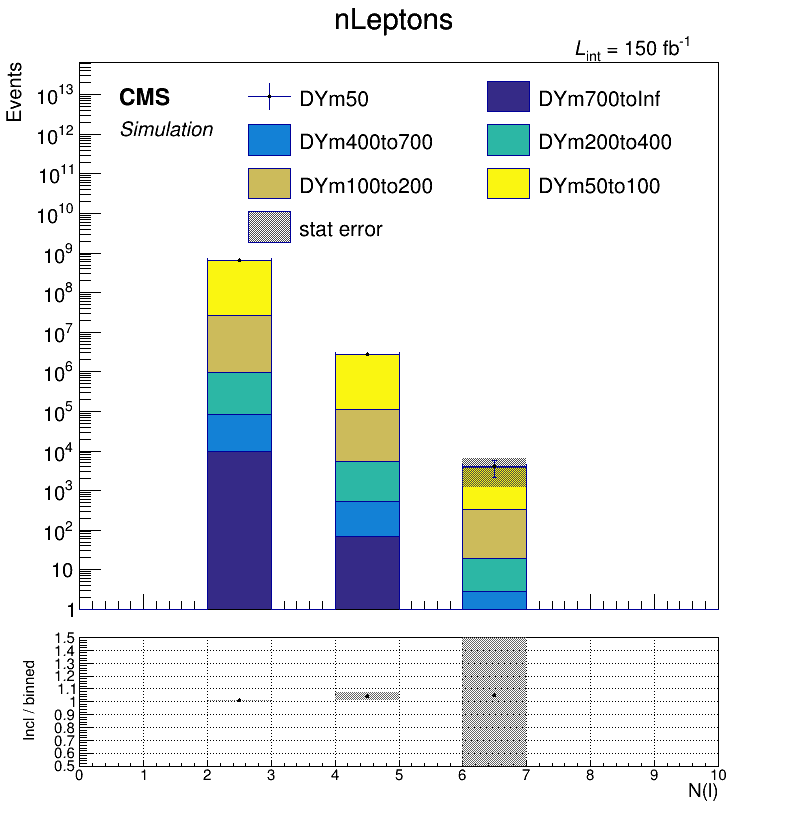 nLeptons
L_int = 150 fb^-1
Events
CMS
Simulation
DYm50
DYm700toInf
DYm400to700
DYm200to400
DYm100to200
DYm50to100
stat error
10^13
10^12
10^11
10^10
10^9
10^8
10^7
10^6
10^5
10^4
10^3
10^2
10
1
Incl / binned
1.5
1.4
1.3
1.2
1.1
1
0.9
0.8
0.7
0.6
0.5
0 1 2 3 4 5 6 7 8 9 10
N(l)